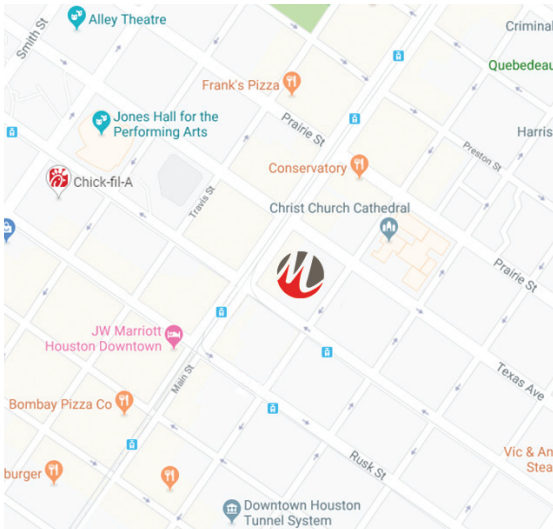 Smith St
Alley Theatre
Criminal
Quebedeau
Frank's Pizza
Jones Hall for the
Performing Arts
Prairie St
Harris
Preston St
Conservatory
Chick-fil-A
Travis St
Christ Church Cathedral
Prairie St
M
JW Marriott
Houston Downtown
Main St
Texas Ave
Bombay Pizza Co
Rusk St
Vic & An
Stea
burger
Downtown Houston
Tunnel System